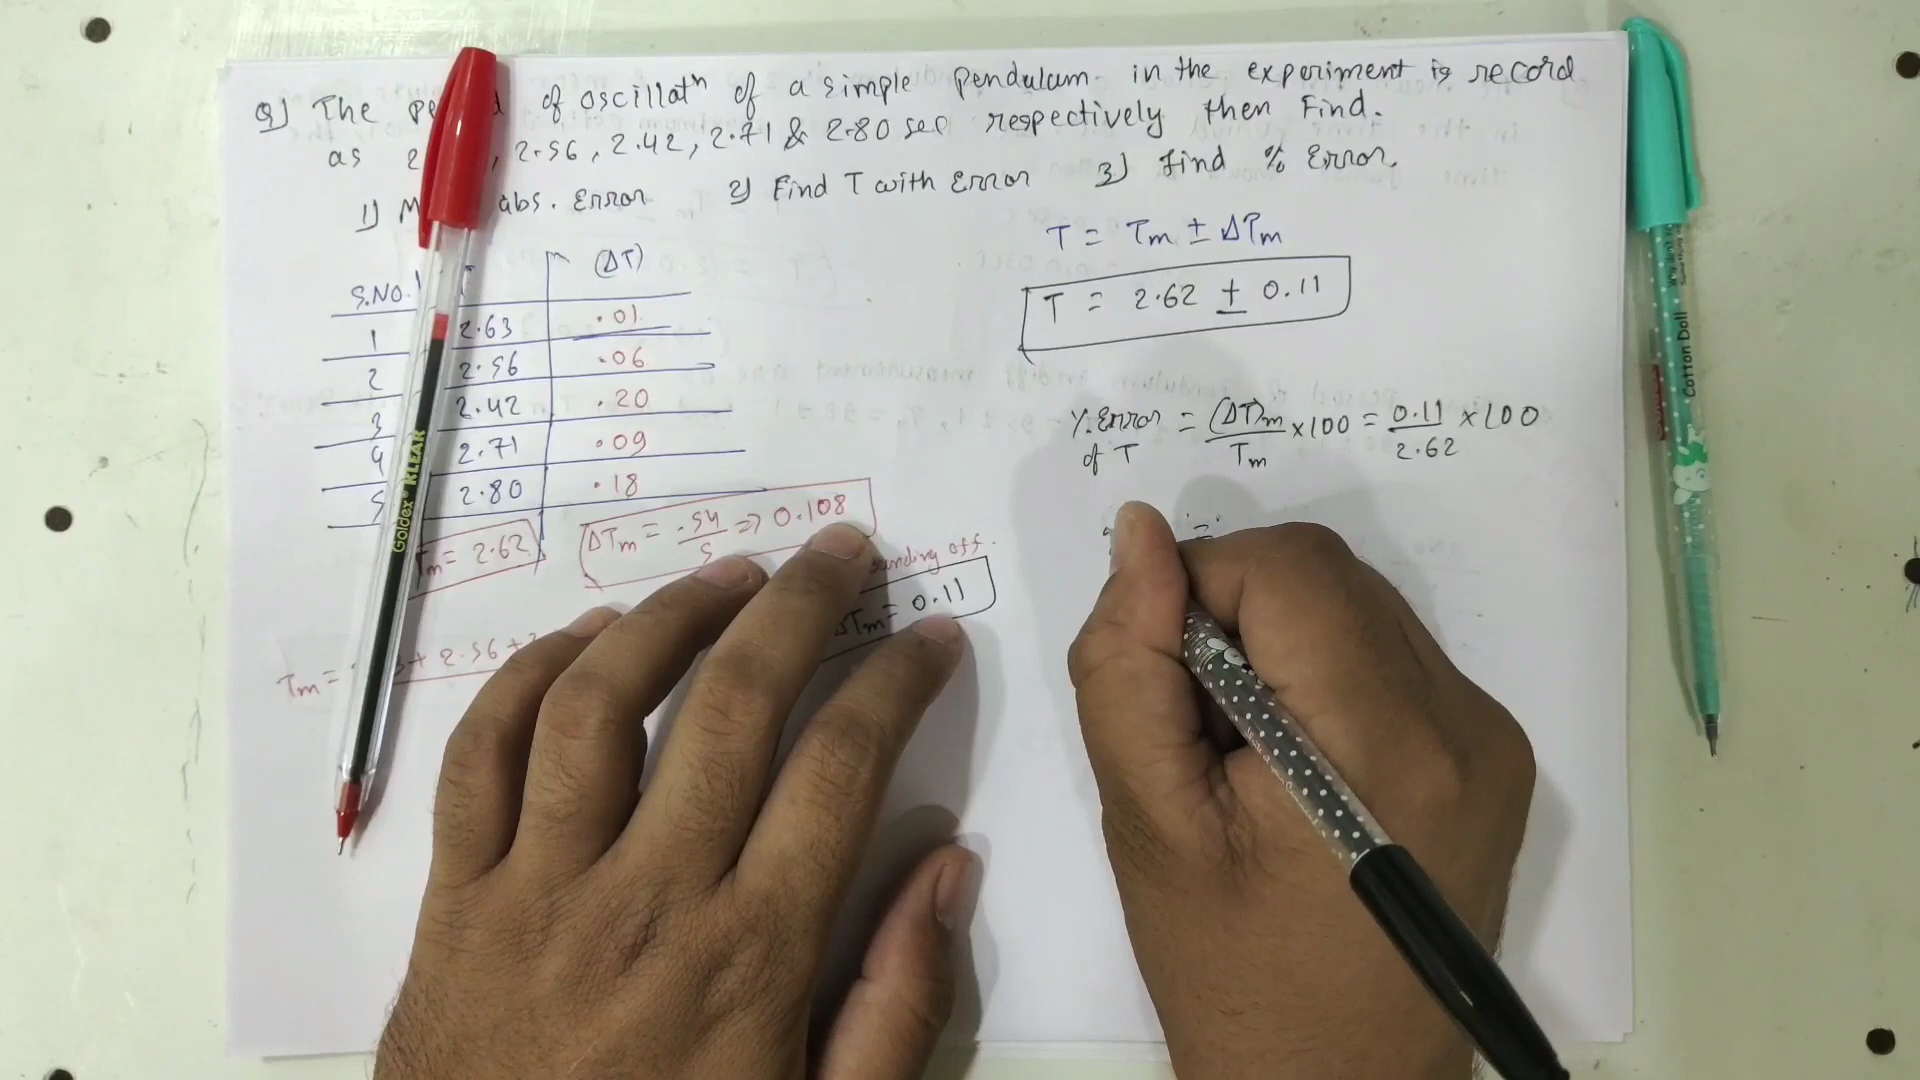 Q) The of oscillatⁿ of a simple Pendulam in the experiment is record
as 2 , 2.56, 2.42, 2.71 & 2.80 sec respectively then Find.
1) abs. Error 2) Find T with Error 3) find % Error.
S.NO. T (ΔT)
1 2.63 .01
2 2.56 .06
3 2.42 .20
4 2.71 .09
5 2.80 .18
Tm = 2.62 ΔTm = .54/5 => 0.108
off.
ΔTm = 0.11
Tm = + 2.56 +
T = Tm ± ΔTm
T = 2.62 ± 0.11
%.Error of T = (ΔT)m/Tm ×100 = 0.11/2.62 ×100
=
Goldex KLEAR
Cotton Doll